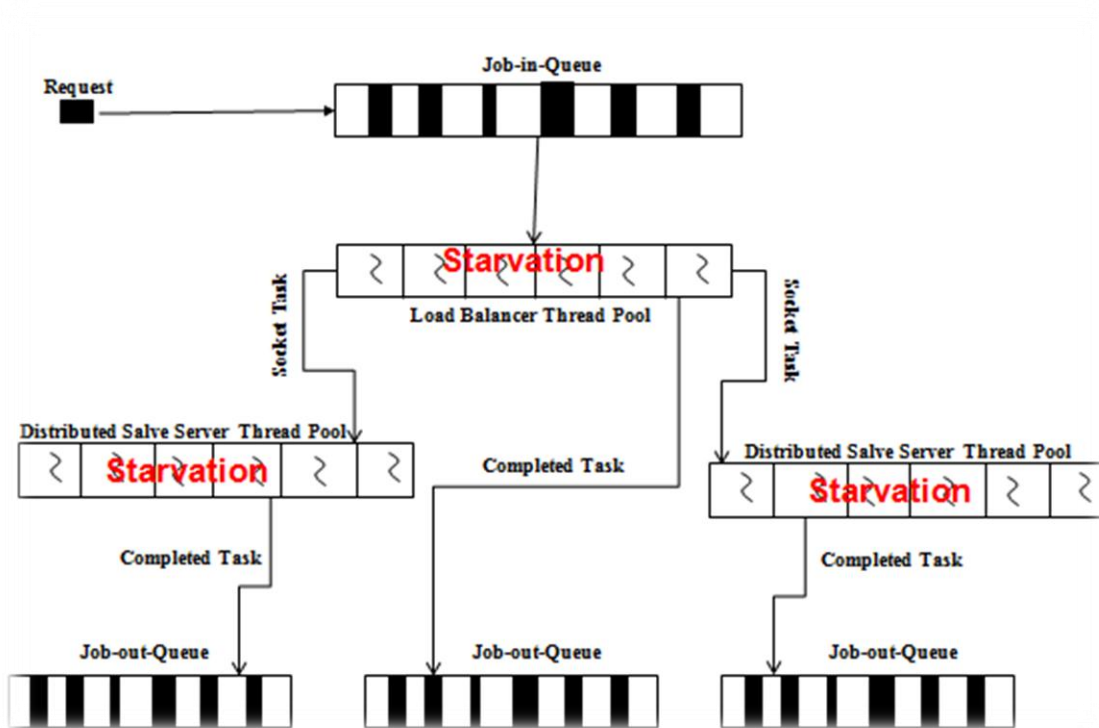 Job-in-Queue
Request
Starvation
Load Balancer Thread Pool
Socket Task
Socket Task
Distributed Salve Server Thread Pool
Starvation
Completed Task
Distributed Salve Server Thread Pool
Starvation
Completed Task
Completed Task
Job-out-Queue
Job-out-Queue
Job-out-Queue